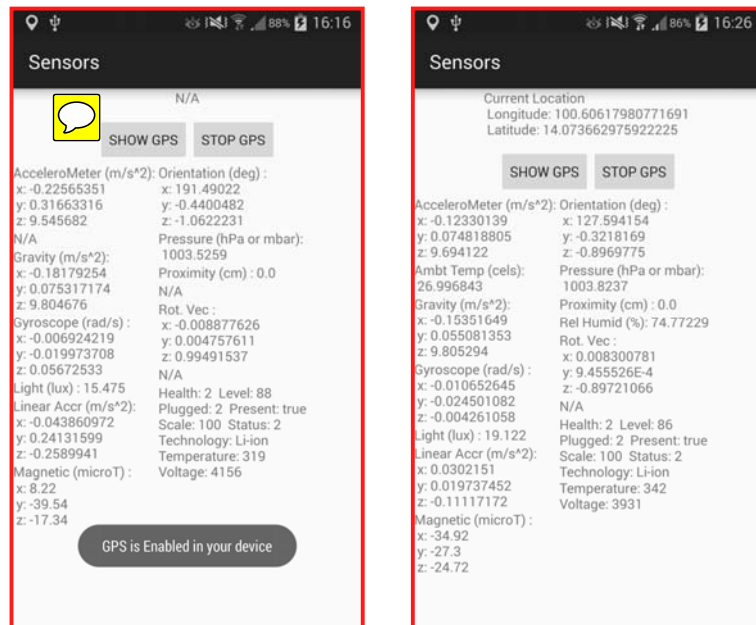 88% 16:16
Sensors
N/A
SHOW GPS STOP GPS
AcceleroMeter (m/s^2):
x: -0.22565351
y: 0.31663316
z: 9.545682
N/A
Gravity (m/s^2):
x: -0.18179254
y: 0.075317174
z: 9.804676
Gyroscope (rad/s) :
x: -0.006924219
y: -0.019973708
z: 0.05672533
Light (lux) : 15.475
Linear Accr (m/s^2):
x: -0.043860972
y: 0.24131599
z: -0.2589941
Magnetic (microT) :
x: 8.22
y: -39.54
z: -17.34
Orientation (deg) :
x: 191.49022
y: -0.4400482
z: -1.0622231
Pressure (hPa or mbar):
1003.5259
Proximity (cm) : 0.0
N/A
Rot. Vec :
x: -0.008877626
y: 0.004757611
z: 0.99491537
N/A
Health: 2 Level: 88
Plugged: 2 Present: true
Scale: 100 Status: 2
Technology: Li-ion
Temperature: 319
Voltage: 4156
GPS is Enabled in your device
86% 16:26
Sensors
Current Location
Longitude: 100.60617980771691
Latitude: 14.073662975922225
SHOW GPS STOP GPS
AcceleroMeter (m/s^2):
x: -0.12330139
y: 0.074818805
z: 9.694122
Ambt Temp (cels):
26.996843
Gravity (m/s^2):
x: -0.15351649
y: 0.055081353
z: 9.805294
Gyroscope (rad/s) :
x: -0.010652645
y: -0.024501082
z: -0.004261058
Light (lux) : 19.122
Linear Accr (m/s^2):
x: 0.0302151
y: 0.019737452
z: -0.11117172
Magnetic (microT) :
x: -34.92
y: -27.3
z: -24.72
Orientation (deg) :
x: 127.594154
y: -0.3218169
z: -0.8969775
Pressure (hPa or mbar):
1003.8237
Proximity (cm) : 0.0
Rel Humid (%): 74.77229
Rot. Vec :
x: 0.008300781
y: 9.455526E-4
z: -0.89721066
N/A
Health: 2 Level: 86
Plugged: 2 Present: true
Scale: 100 Status: 2
Technology: Li-ion
Temperature: 342
Voltage: 3931